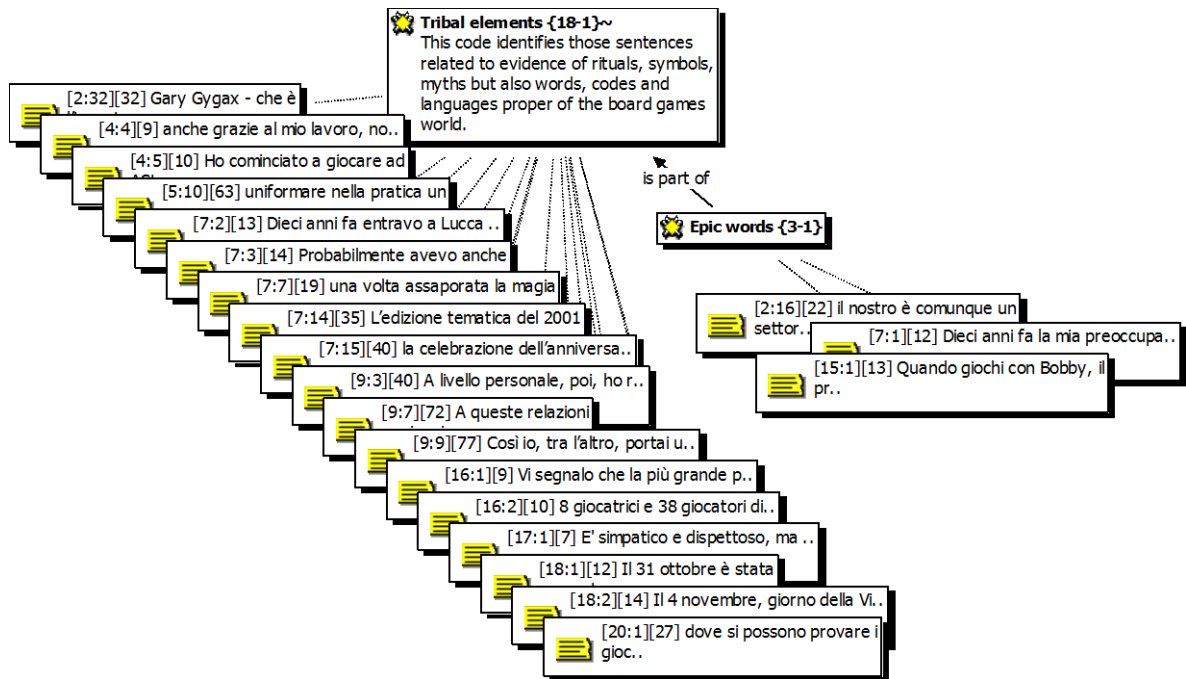 Tribal elements {18-1}~
This code identifies those sentences
related to evidence of rituals, symbols,
myths but also words, codes and
languages proper of the board games
world.
[2:32][32] Gary Gygax - che è
[4:4][9] anche grazie al mio lavoro, no..
[4:5][10] Ho cominciato a giocare ad
[5:10][63] uniformare nella pratica un
[7:2][13] Dieci anni fa entravo a Lucca ..
[7:3][14] Probabilmente avevo anche
[7:7][19] una volta assaporata la magia
[7:14][35] L'edizione tematica del 2001
[7:15][40] la celebrazione dell'anniversa..
[9:3][40] A livello personale, poi, ho r..
[9:7][72] A queste relazioni
[9:9][77] Così io, tra l'altro, portai u..
[16:1][9] Vi segnalo che la più grande p..
[16:2][10] 8 giocatrici e 38 giocatori di..
[17:1][7] E' simpatico e dispettoso, ma ..
[18:1][12] Il 31 ottobre è stata
[18:2][14] Il 4 novembre, giorno della Vi..
[20:1][27] dove si possono provare i
gioc..
is part of
Epic words {3-1}
[2:16][22] il nostro è comunque un
settor..
[7:1][12] Dieci anni fa la mia preoccupa..
[15:1][13] Quando giochi con Bobby, il
pr..